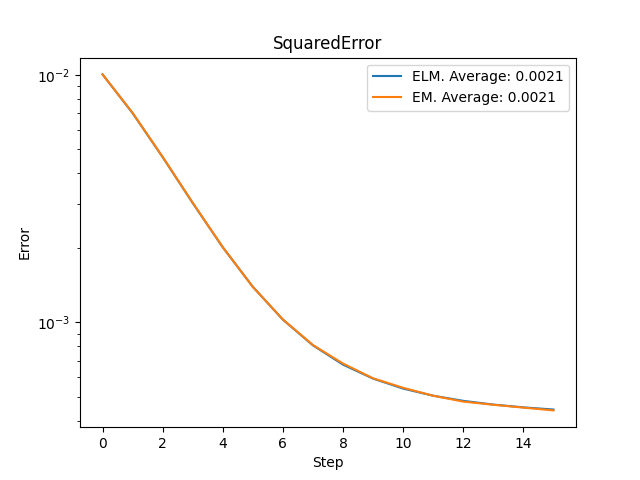 SquaredError
ELM. Average: 0.0021
EM. Average: 0.0021
Error
10⁻²
10⁻³
0 2 4 6 8 10 12 14
Step